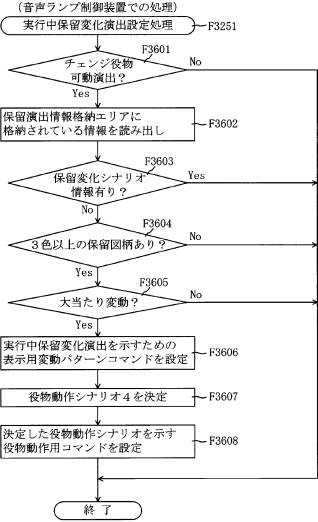 (音声ランプ制御装置での処理)
実行中保留変化演出設定処理
F3251
F3601
チェンジ役物
可動演出?
No
Yes
保留演出情報格納エリアに
格納されている情報を読み出し
F3602
F3603
保留変化シナリオ
情報有り?
Yes
No
F3604
3色以上の保留図柄あり?
No
Yes
F3605
大当たり変動?
No
Yes
実行中保留変化演出を示すための
表示用変動パターンコマンドを設定
F3606
役物動作シナリオ4を決定
F3607
決定した役物動作シナリオを示す
役物動作用コマンドを設定
F3608
終了